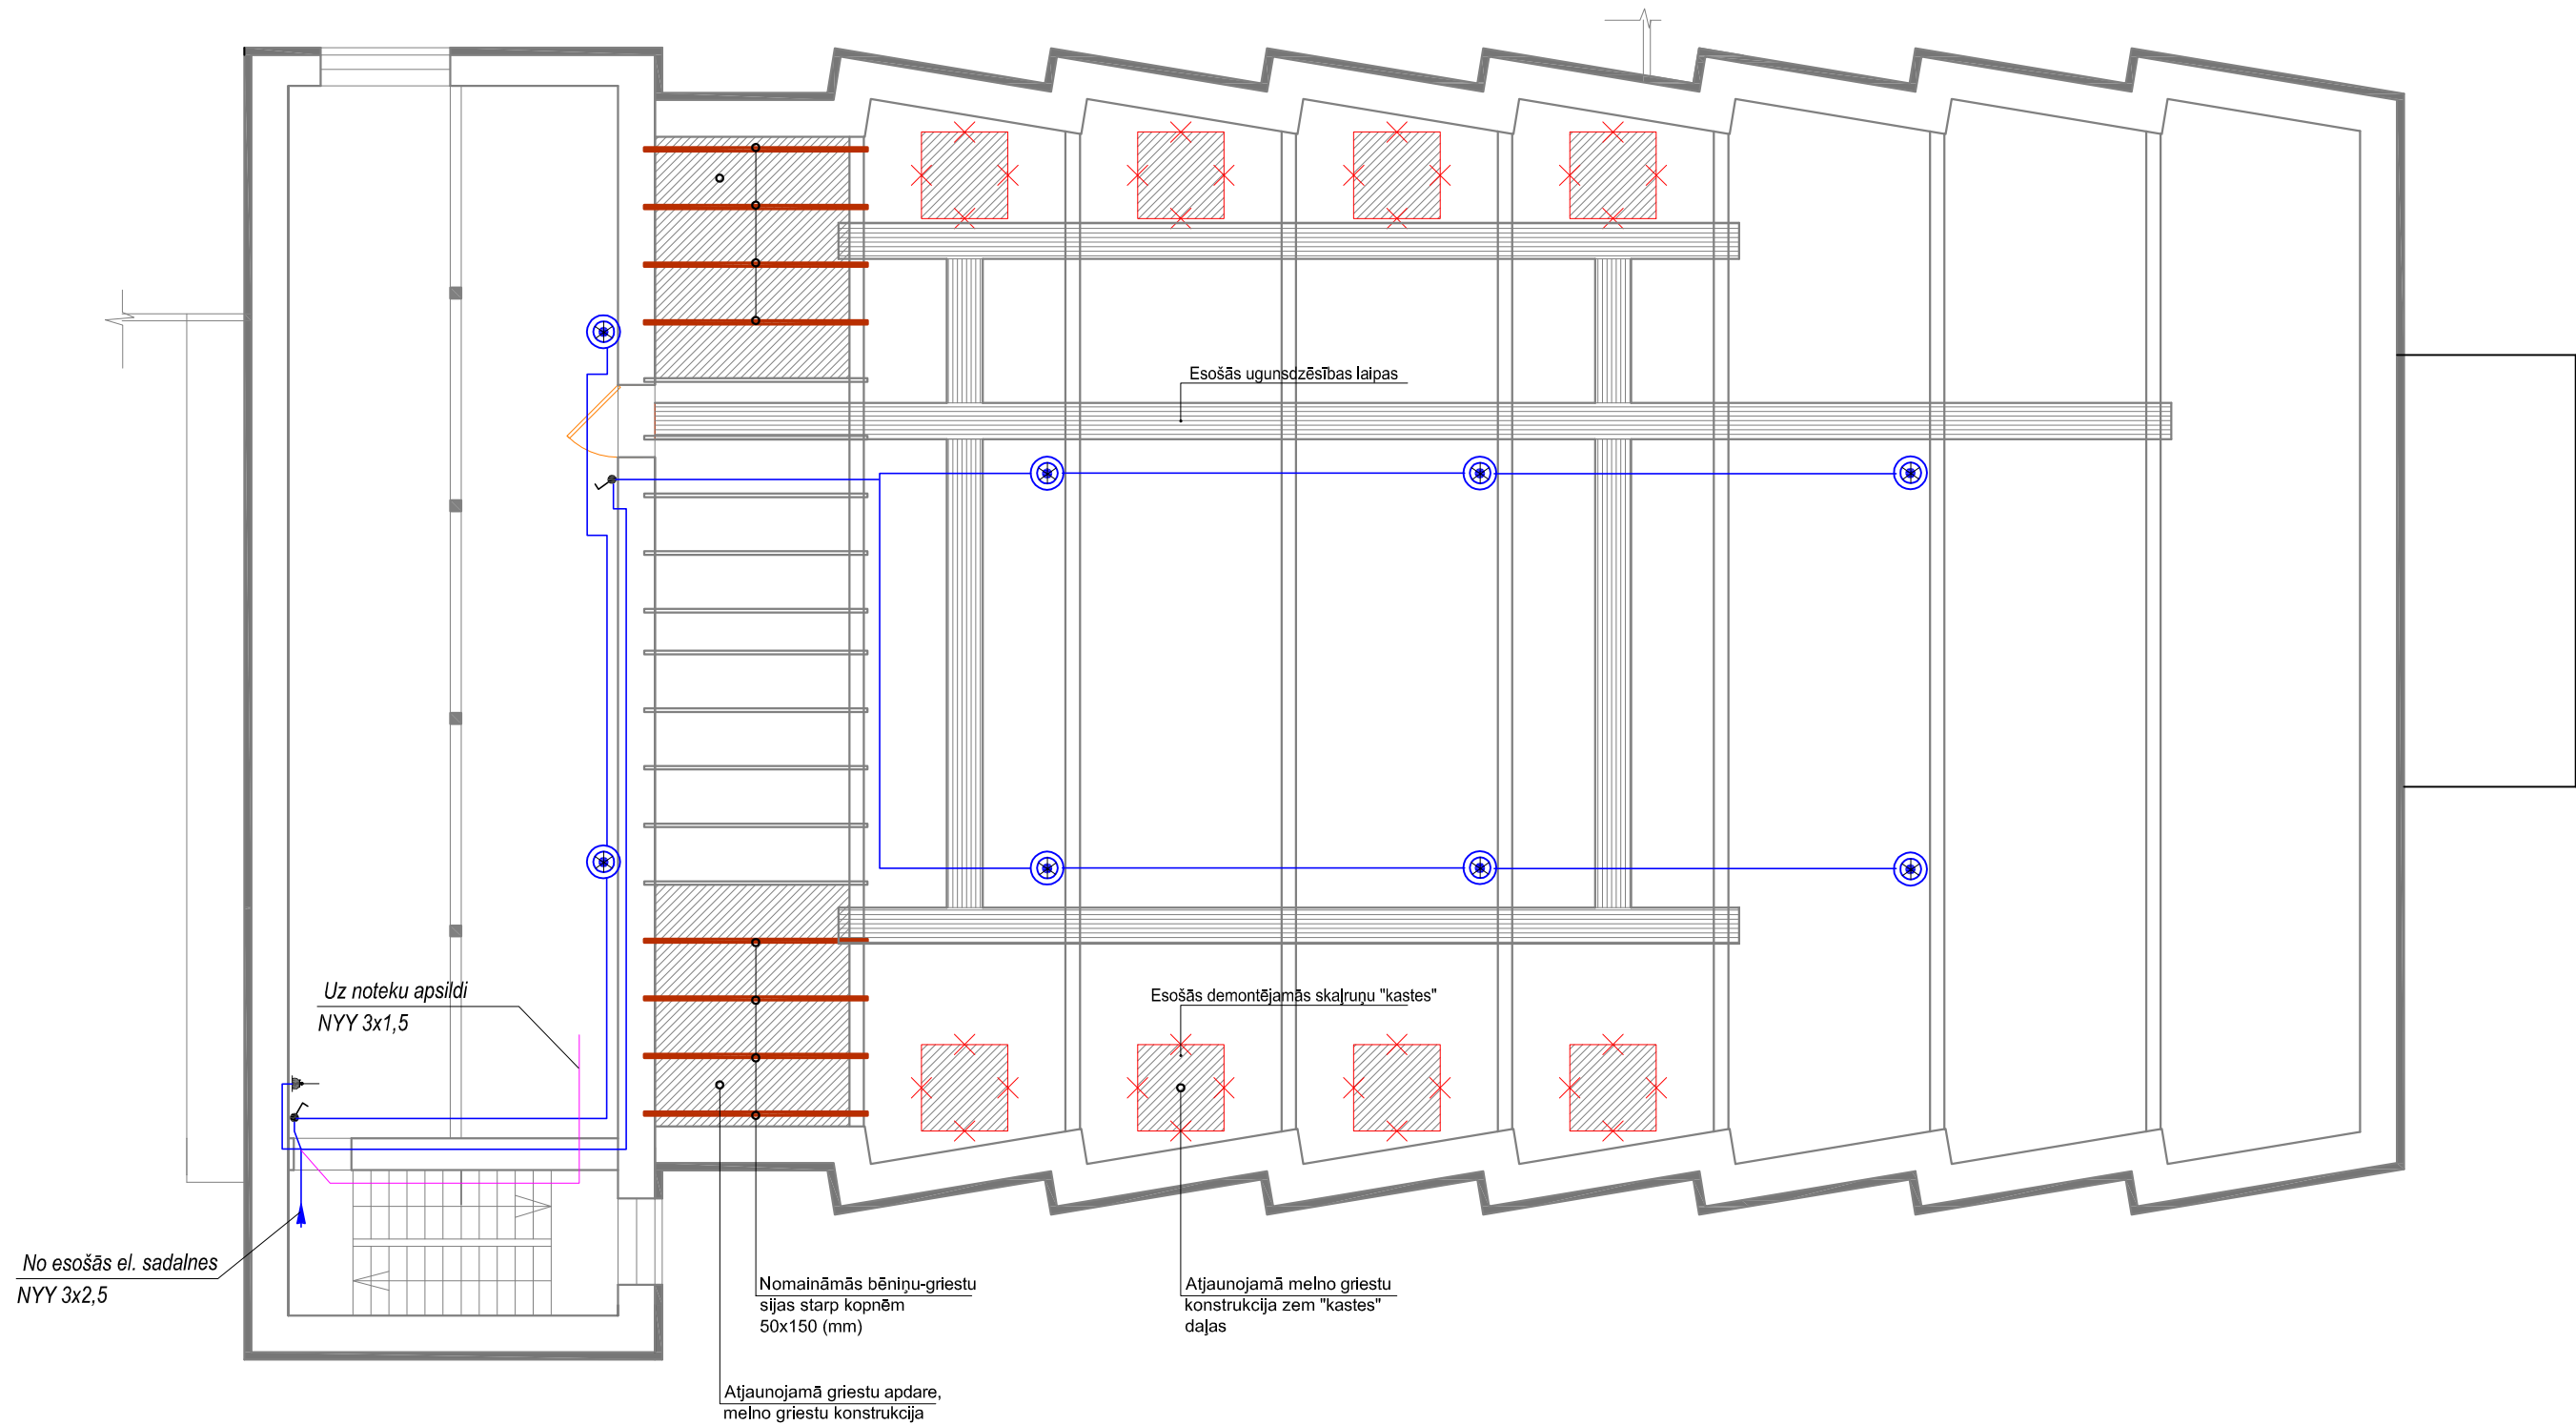 Esošās ugunsdzēsības laipas
Uz noteku apsildi
NYY 3x1,5
Esošās demontējamās skaļruņu "kastes"
No esošās el. sadalnes
NYY 3x2,5
Nomaināmās bēniņu-griestu
sijas starp kopnēm
50x150 (mm)
Atjaunojamā melno griestu
konstrukcija zem "kastes"
daļas
Atjaunojamā griestu apdare,
melno griestu konstrukcija